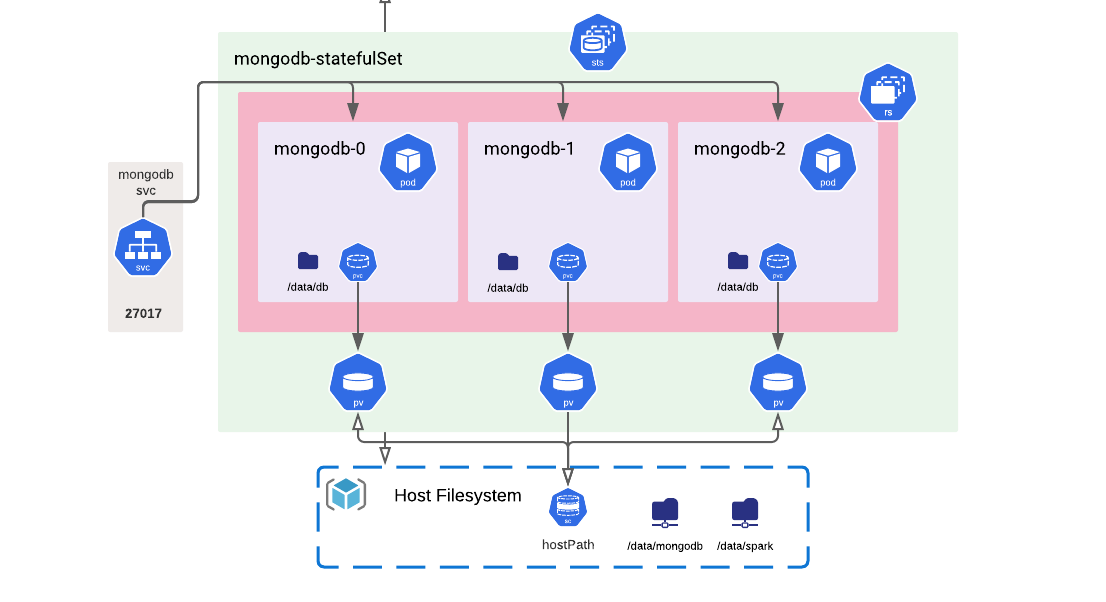 sts
mongodb-statefulSet
rs
mongodb-0
pod
mongodb-1
pod
mongodb-2
pod
mongodb
svc
svc
27017
/data/db
pvc
/data/db
pvc
/data/db
pvc
pv
pv
pv
Host Filesystem
sc
hostPath
/data/mongodb
/data/spark